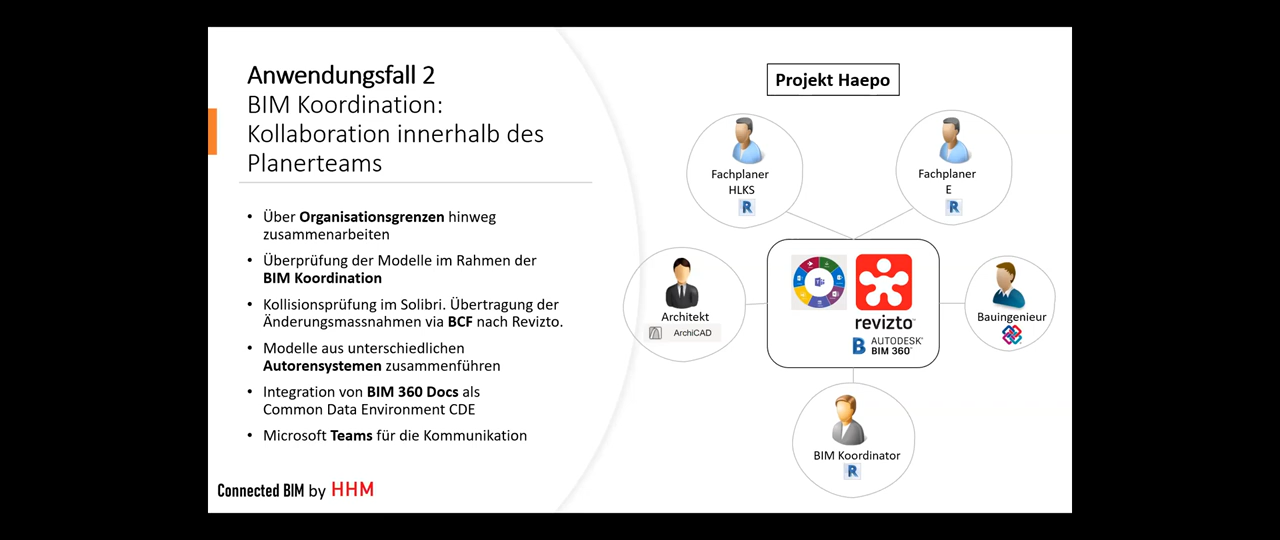 Anwendungsfall 2
BIM Koordination:
Kollaboration innerhalb des
Planerteams
• Über Organisationsgrenzen hinweg
zusammenarbeiten
• Überprüfung der Modelle im Rahmen der
BIM Koordination
• Kollisionsprüfung im Solibri. Übertragung der
Änderungsmassnahmen via BCF nach Revizto.
• Modelle aus unterschiedlichen
Autorensystemen zusammenführen
• Integration von BIM 360 Docs als
Common Data Environment CDE
• Microsoft Teams für die Kommunikation
Connected BIM by HHM
Projekt Haepo
Fachplaner
HLKS
R
Fachplaner
E
R
Architekt
ArchiCAD
revizto
B AUTODESK
BIM 360
Bauingenieur
BIM Koordinator
R